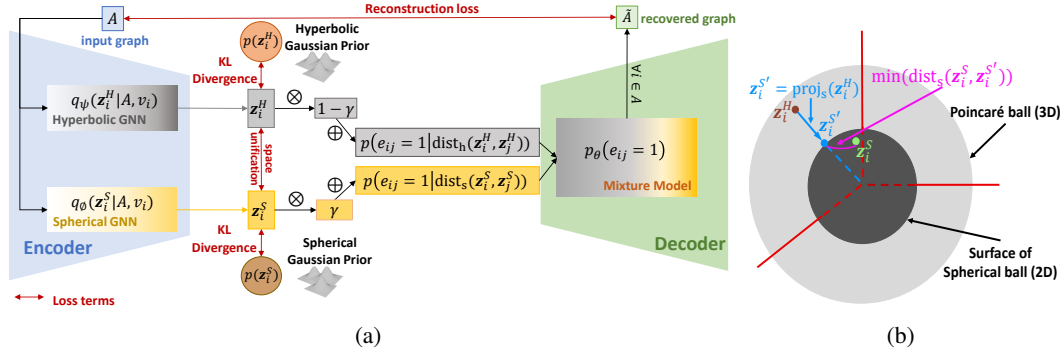 A
input graph
Reconstruction loss
Ã
recovered graph
p(z_i^H)
Hyperbolic
Gaussian Prior
KL
Divergence
q_ψ(z_i^H|A, v_i)
Hyperbolic GNN
z_i^H
⊗
1 − γ
⊕
p(e_ij = 1|dist_h(z_i^H, z_j^H))
space
unification
∀i ∈ A
p_θ(e_ij = 1)
Mixture Model
q_ϕ(z_i^S|A, v_i)
Spherical GNN
z_i^S
⊗
γ
⊕
p(e_ij = 1|dist_s(z_i^S, z_j^S))
Encoder
KL
Divergence
p(z_i^S)
Spherical
Gaussian Prior
Decoder
Loss terms
(a)
min(dist_s(z_i^S, z_i^S′))
z_i^S′ = proj_s(z_i^H)
z_i^H
z_i^S′
z_i^S
Poincaré ball (3D)
Surface of
Spherical ball (2D)
(b)